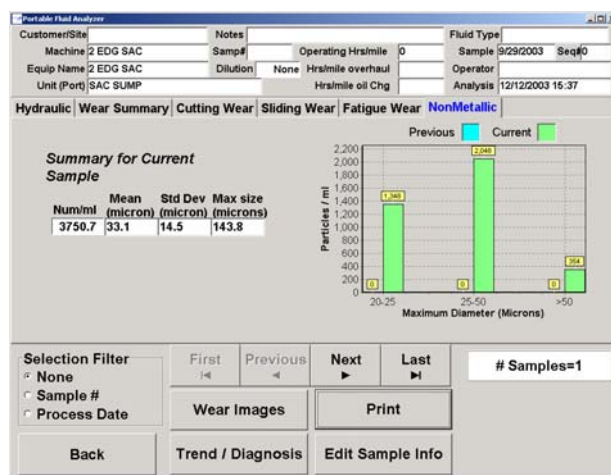 Portable Fluid Analyzer
Customer/Site Notes Fluid Type
Machine 2 EDG SAC Samp# Operating Hrs/mile 0 Sample 9/29/2003 Seq# 0
Equip Name 2 EDG SAC Dilution None Hrs/mile overhaul Operator
Unit (Port) SAC SUMP Hrs/mile oil Chg Analysis 12/12/2003 15:37
Hydraulic Wear Summary Cutting Wear Sliding Wear Fatigue Wear NonMetallic
Previous Current
Summary for Current
Sample
Mean Std Dev Max size
Num/ml (micron) (micron) (microns)
3750.7 33.1 14.5 143.8
Particles / ml
2,200
2,000
1,800
1,600
1,400
1,200
1,000
800
600
400
200
0
0 1,348 0 2,048 0 354
20-25 25-50 >50
Maximum Diameter (Microns)
Selection Filter
None
Sample #
Process Date
First Previous Next Last
# Samples=1
Wear Images Print
Back Trend / Diagnosis Edit Sample Info